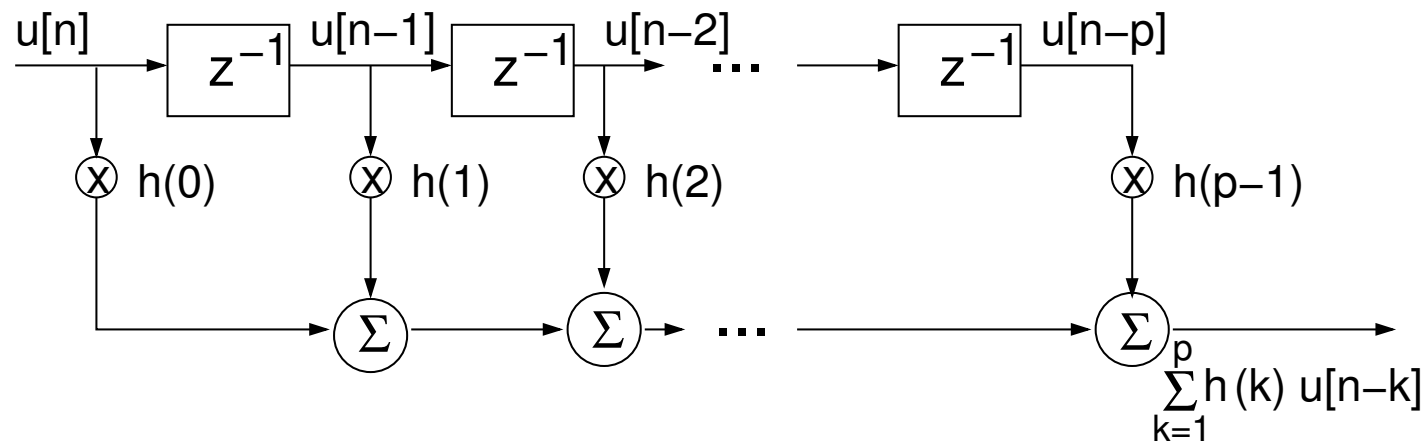 u[n] z⁻¹ u[n−1] z⁻¹ u[n−2] ... z⁻¹ u[n−p]
x h(0) x h(1) x h(2) x h(p−1)
Σ Σ ... Σ
p
Σ h(k) u[n−k]
k=1